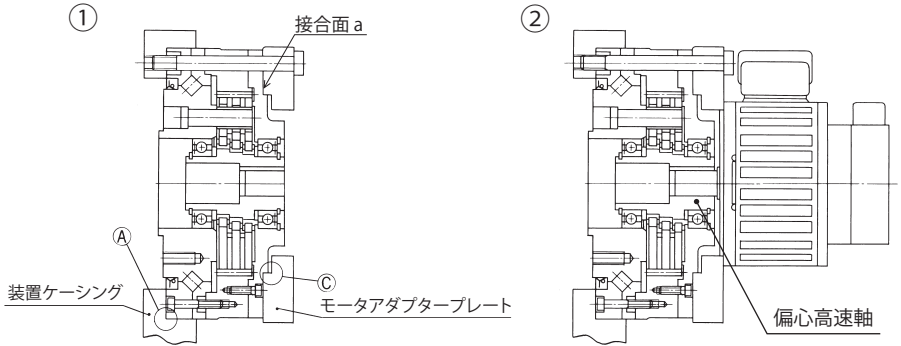 ①
接合面 a
②
Ⓐ
Ⓒ
装置ケーシング
モータアダプタープレート
偏心高速軸